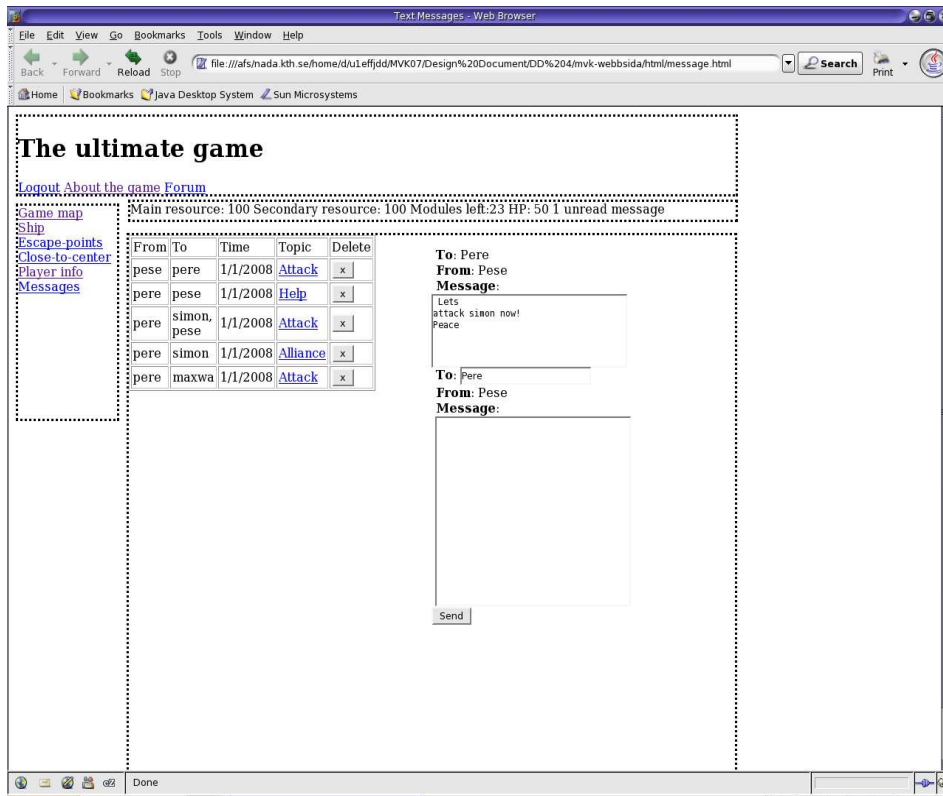 Text Messages - Web Browser
File Edit View Go Bookmarks Tools Window Help
Back Forward Reload Stop file:///afs/nada.kth.se/home/d/u1effjdd/MVK07/Design%20Document/DD%204/mvk-webbsida/html/message.html Search Print
Home Bookmarks Java Desktop System Sun Microsystems
The ultimate game
Logout About the game Forum
Game map
Ship
Escape-points
Close-to-center
Player info
Messages
Main resource: 100 Secondary resource: 100 Modules left:23 HP: 50 1 unread message
From To Time Topic Delete
pese pere 1/1/2008 Attack x
pere pese 1/1/2008 Help x
pere simon, pese 1/1/2008 Attack x
pere simon 1/1/2008 Alliance x
pere maxwa 1/1/2008 Attack x
To: Pere
From: Pese
Message:
Lets
attack simon now!
Peace
To: Pere
From: Pese
Message:
Send
Done